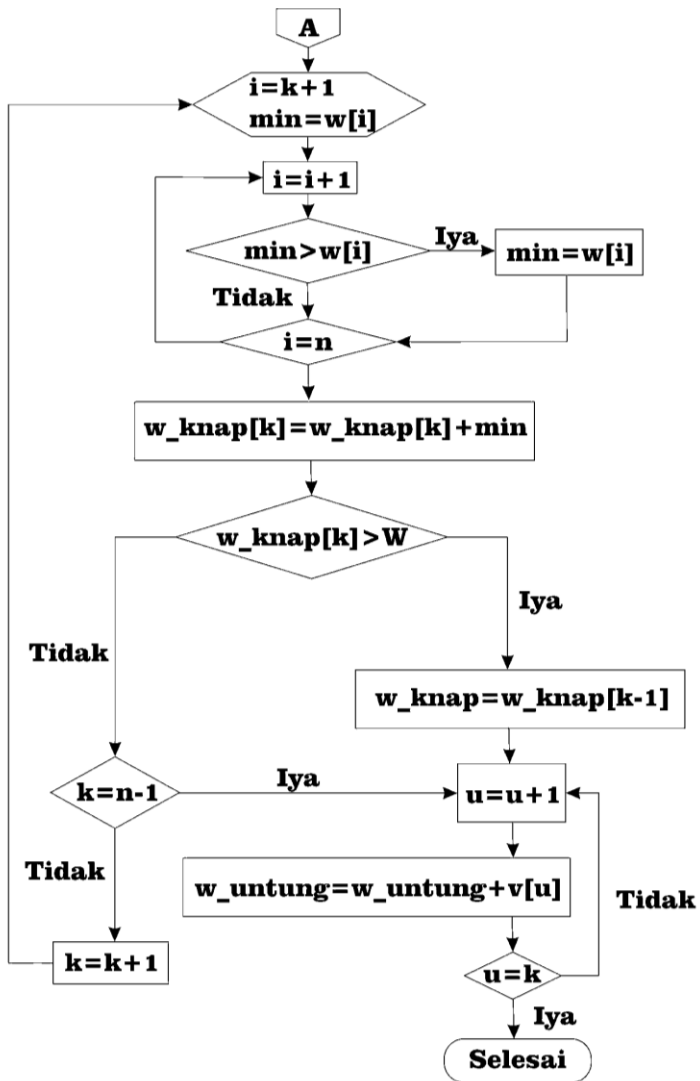 A
i=k+1
min=w[i]
i=i+1
min>w[i]
Iya
min=w[i]
Tidak
i=n
w_knap[k]=w_knap[k]+min
w_knap[k]>W
Iya
Tidak
w_knap=w_knap[k-1]
k=n-1
Iya
u=u+1
Tidak
w_untung=w_untung+v[u]
Tidak
k=k+1
u=k
Iya
Selesai